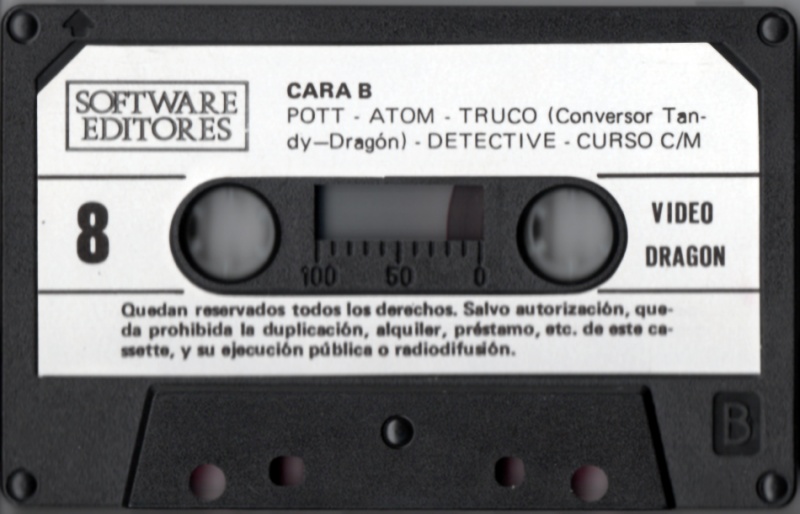 SOFTWARE
EDITORES
CARA B
POTT - ATOM - TRUCO (Conversor Tan-
dy—Dragón) - DETECTIVE - CURSO C/M
8
VIDEO
DRAGON
100 50 0
Quedan reservados todos los derechos. Salvo autorización, que-
da prohibida la duplicación, alquiler, préstamo, etc. de este ca-
ssette, y su ejecución pública o radiodifusión.
B